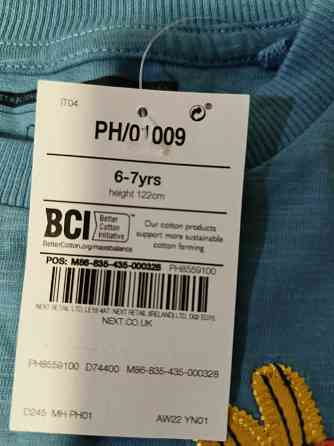 IT04
PH/01009
6-7yrs
height 122cm
BCI Better Cotton Initiative
BetterCotton.org/massbalance
Our cotton products
support more sustainable
cotton farming
POS: M86-835-435-000328 PH8559100
NEXT RETAIL LTD, LE19 4AT. NEXT RETAIL (IRELAND) LTD,
NEXT.CO.UK
PH8559100 D74400 M86-835-435-000328
D245 MH PH01 AW22 YN01